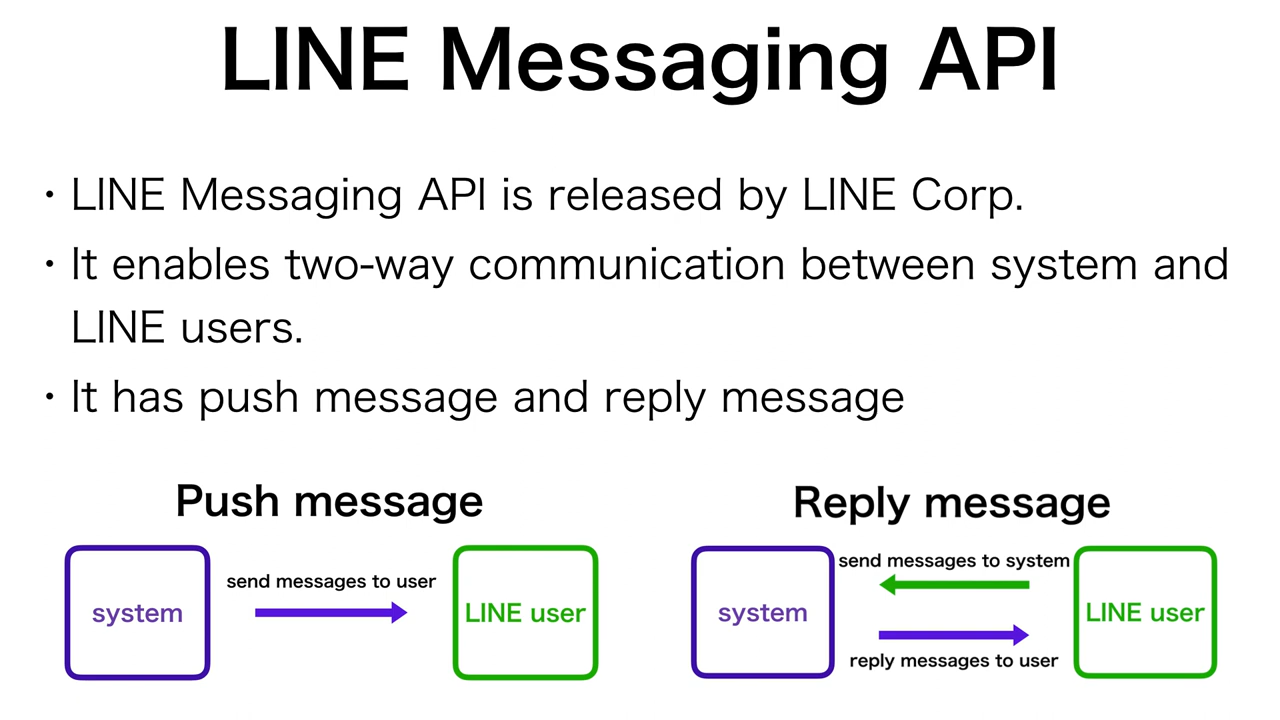 LINE Messaging API
・LINE Messaging API is released by LINE Corp.
・It enables two-way communication between system and
LINE users.
・It has push message and reply message
Push message
system
send messages to user
LINE user
Reply message
system
send messages to system
reply messages to user
LINE user